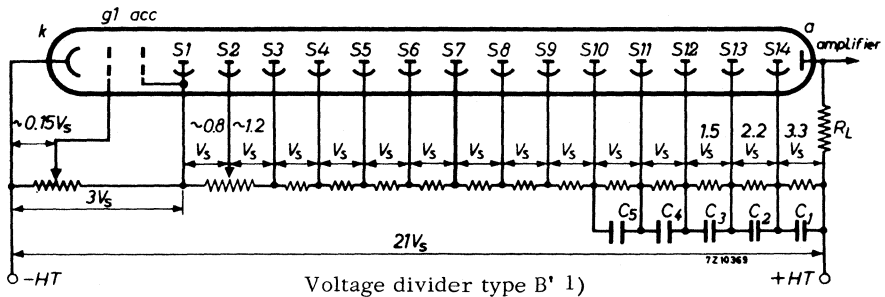 g1 acc
k S1 S2 S3 S4 S5 S6 S7 S8 S9 S10 S11 S12 S13 S14 a amplifier
~0.15Vs ~0.8 ~1.2 1.5 2.2 3.3 RL
Vs Vs Vs Vs Vs Vs Vs Vs Vs Vs Vs Vs Vs Vs
3Vs
C5 C4 C3 C2 C1
21Vs
7Z10369
-HT Voltage divider type B' 1) +HT